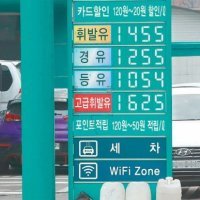 카드할인 120원~20원 할인/ℓ
휘발유 1455
경유 1255
등유 1054
고급휘발유 1625
포인트적립 120원~50원 적립/ℓ
세차
WiFi Zone